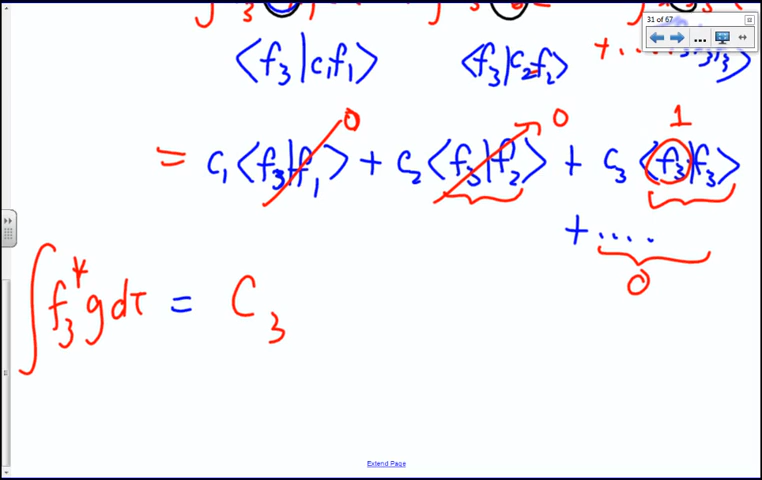 31 of 67
⟨f₃|c₁f₁⟩ ⟨f₃|c₂f₂⟩ + ....
= c₁⟨f₃|f₁⟩ 0 + c₂⟨f₃|f₂⟩ 0 + c₃⟨f₃|f₃⟩ 1
+ .... 0
∫f₃*g dτ = C₃
Extend Page